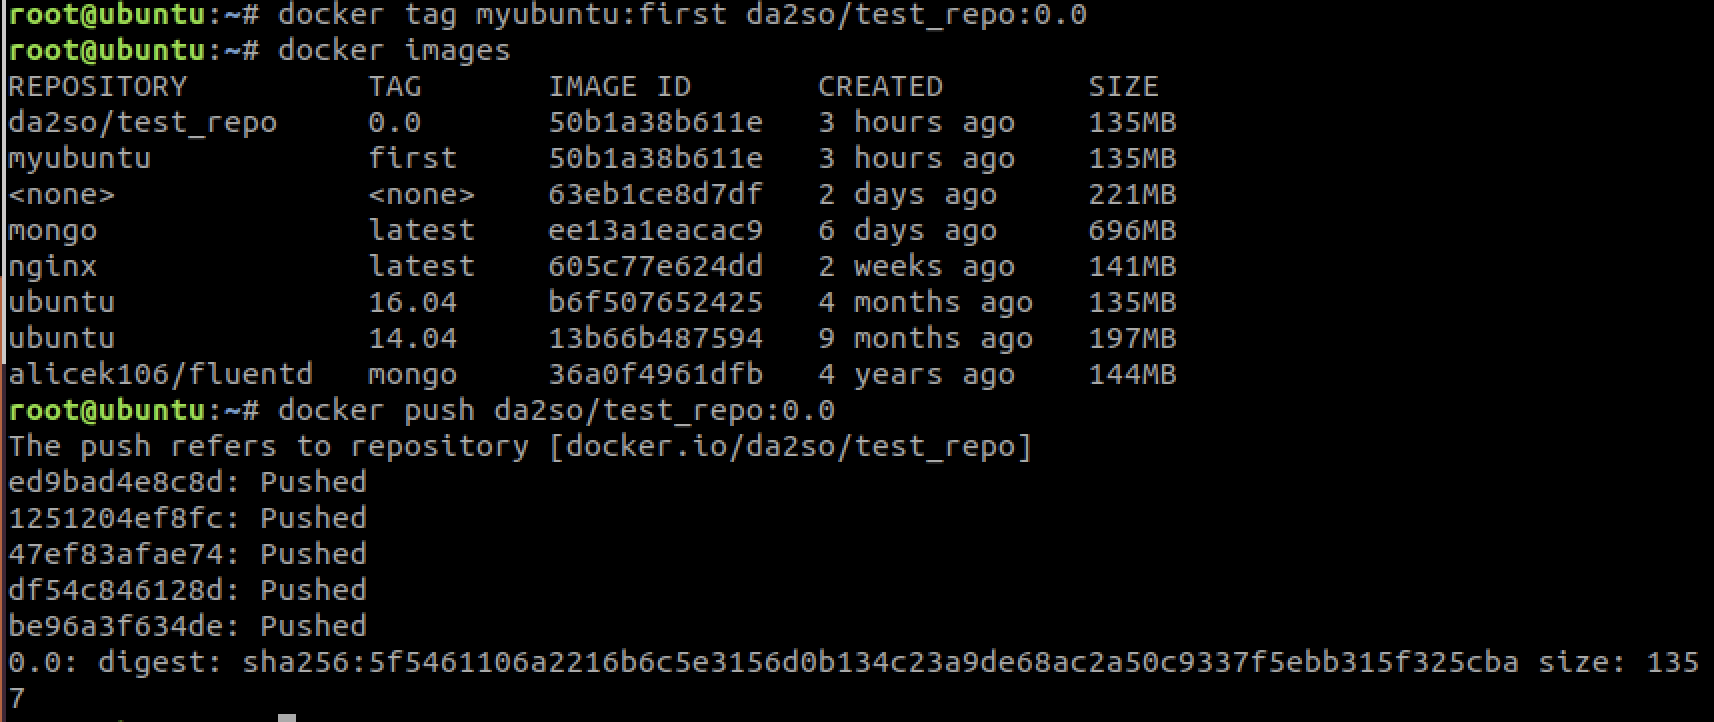 root@ubuntu:~# docker tag myubuntu:first da2so/test_repo:0.0
root@ubuntu:~# docker images
REPOSITORY          TAG       IMAGE ID       CREATED        SIZE
da2so/test_repo     0.0       50b1a38b611e   3 hours ago    135MB
myubuntu            first     50b1a38b611e   3 hours ago    135MB
<none>              <none>    63eb1ce8d7df   2 days ago     221MB
mongo               latest    ee13a1eacac9   6 days ago     696MB
nginx               latest    605c77e624dd   2 weeks ago    141MB
ubuntu              16.04     b6f507652425   4 months ago   135MB
ubuntu              14.04     13b66b487594   9 months ago   197MB
alicek106/fluentd   mongo     36a0f4961dfb   4 years ago    144MB
root@ubuntu:~# docker push da2so/test_repo:0.0
The push refers to repository [docker.io/da2so/test_repo]
ed9bad4e8c8d: Pushed
1251204ef8fc: Pushed
47ef83afae74: Pushed
df54c846128d: Pushed
be96a3f634de: Pushed
0.0: digest: sha256:5f5461106a2216b6c5e3156d0b134c23a9de68ac2a50c9337f5ebb315f325cba size: 135
7